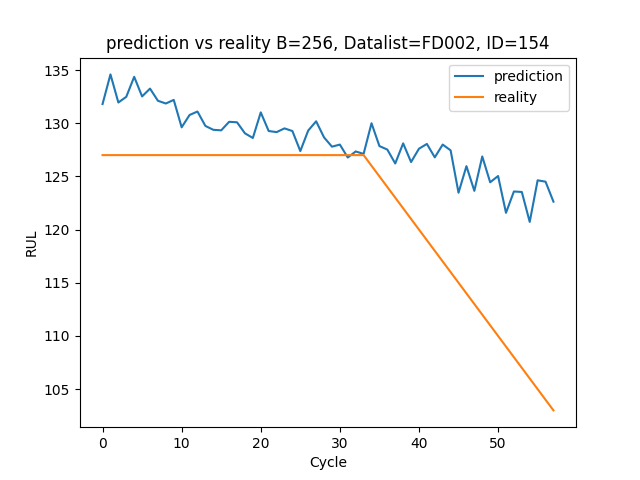 prediction vs reality B=256, Datalist=FD002, ID=154
prediction
reality
RUL
135
130
125
120
115
110
105
0 10 20 30 40 50
Cycle